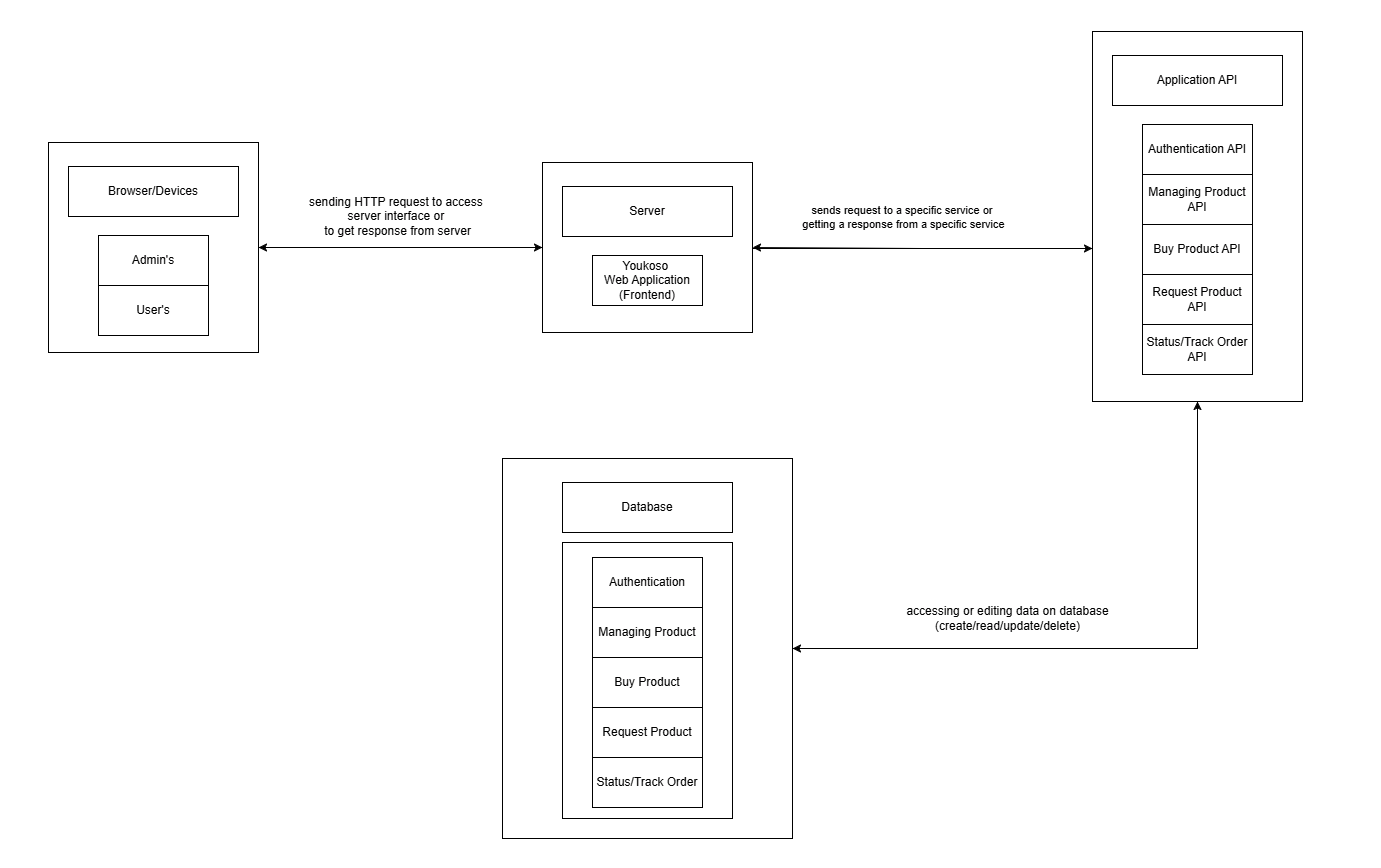 Browser/Devices
Admin's
User's
sending HTTP request to access
server interface or
to get response from server
Server
Youkoso
Web Application
(Frontend)
sends request to a specific service or
getting a response from a specific service
Application API
Authentication API
Managing Product
API
Buy Product API
Request Product
API
Status/Track Order
API
Database
Authentication
Managing Product
Buy Product
Request Product
Status/Track Order
accessing or editing data on database
(create/read/update/delete)